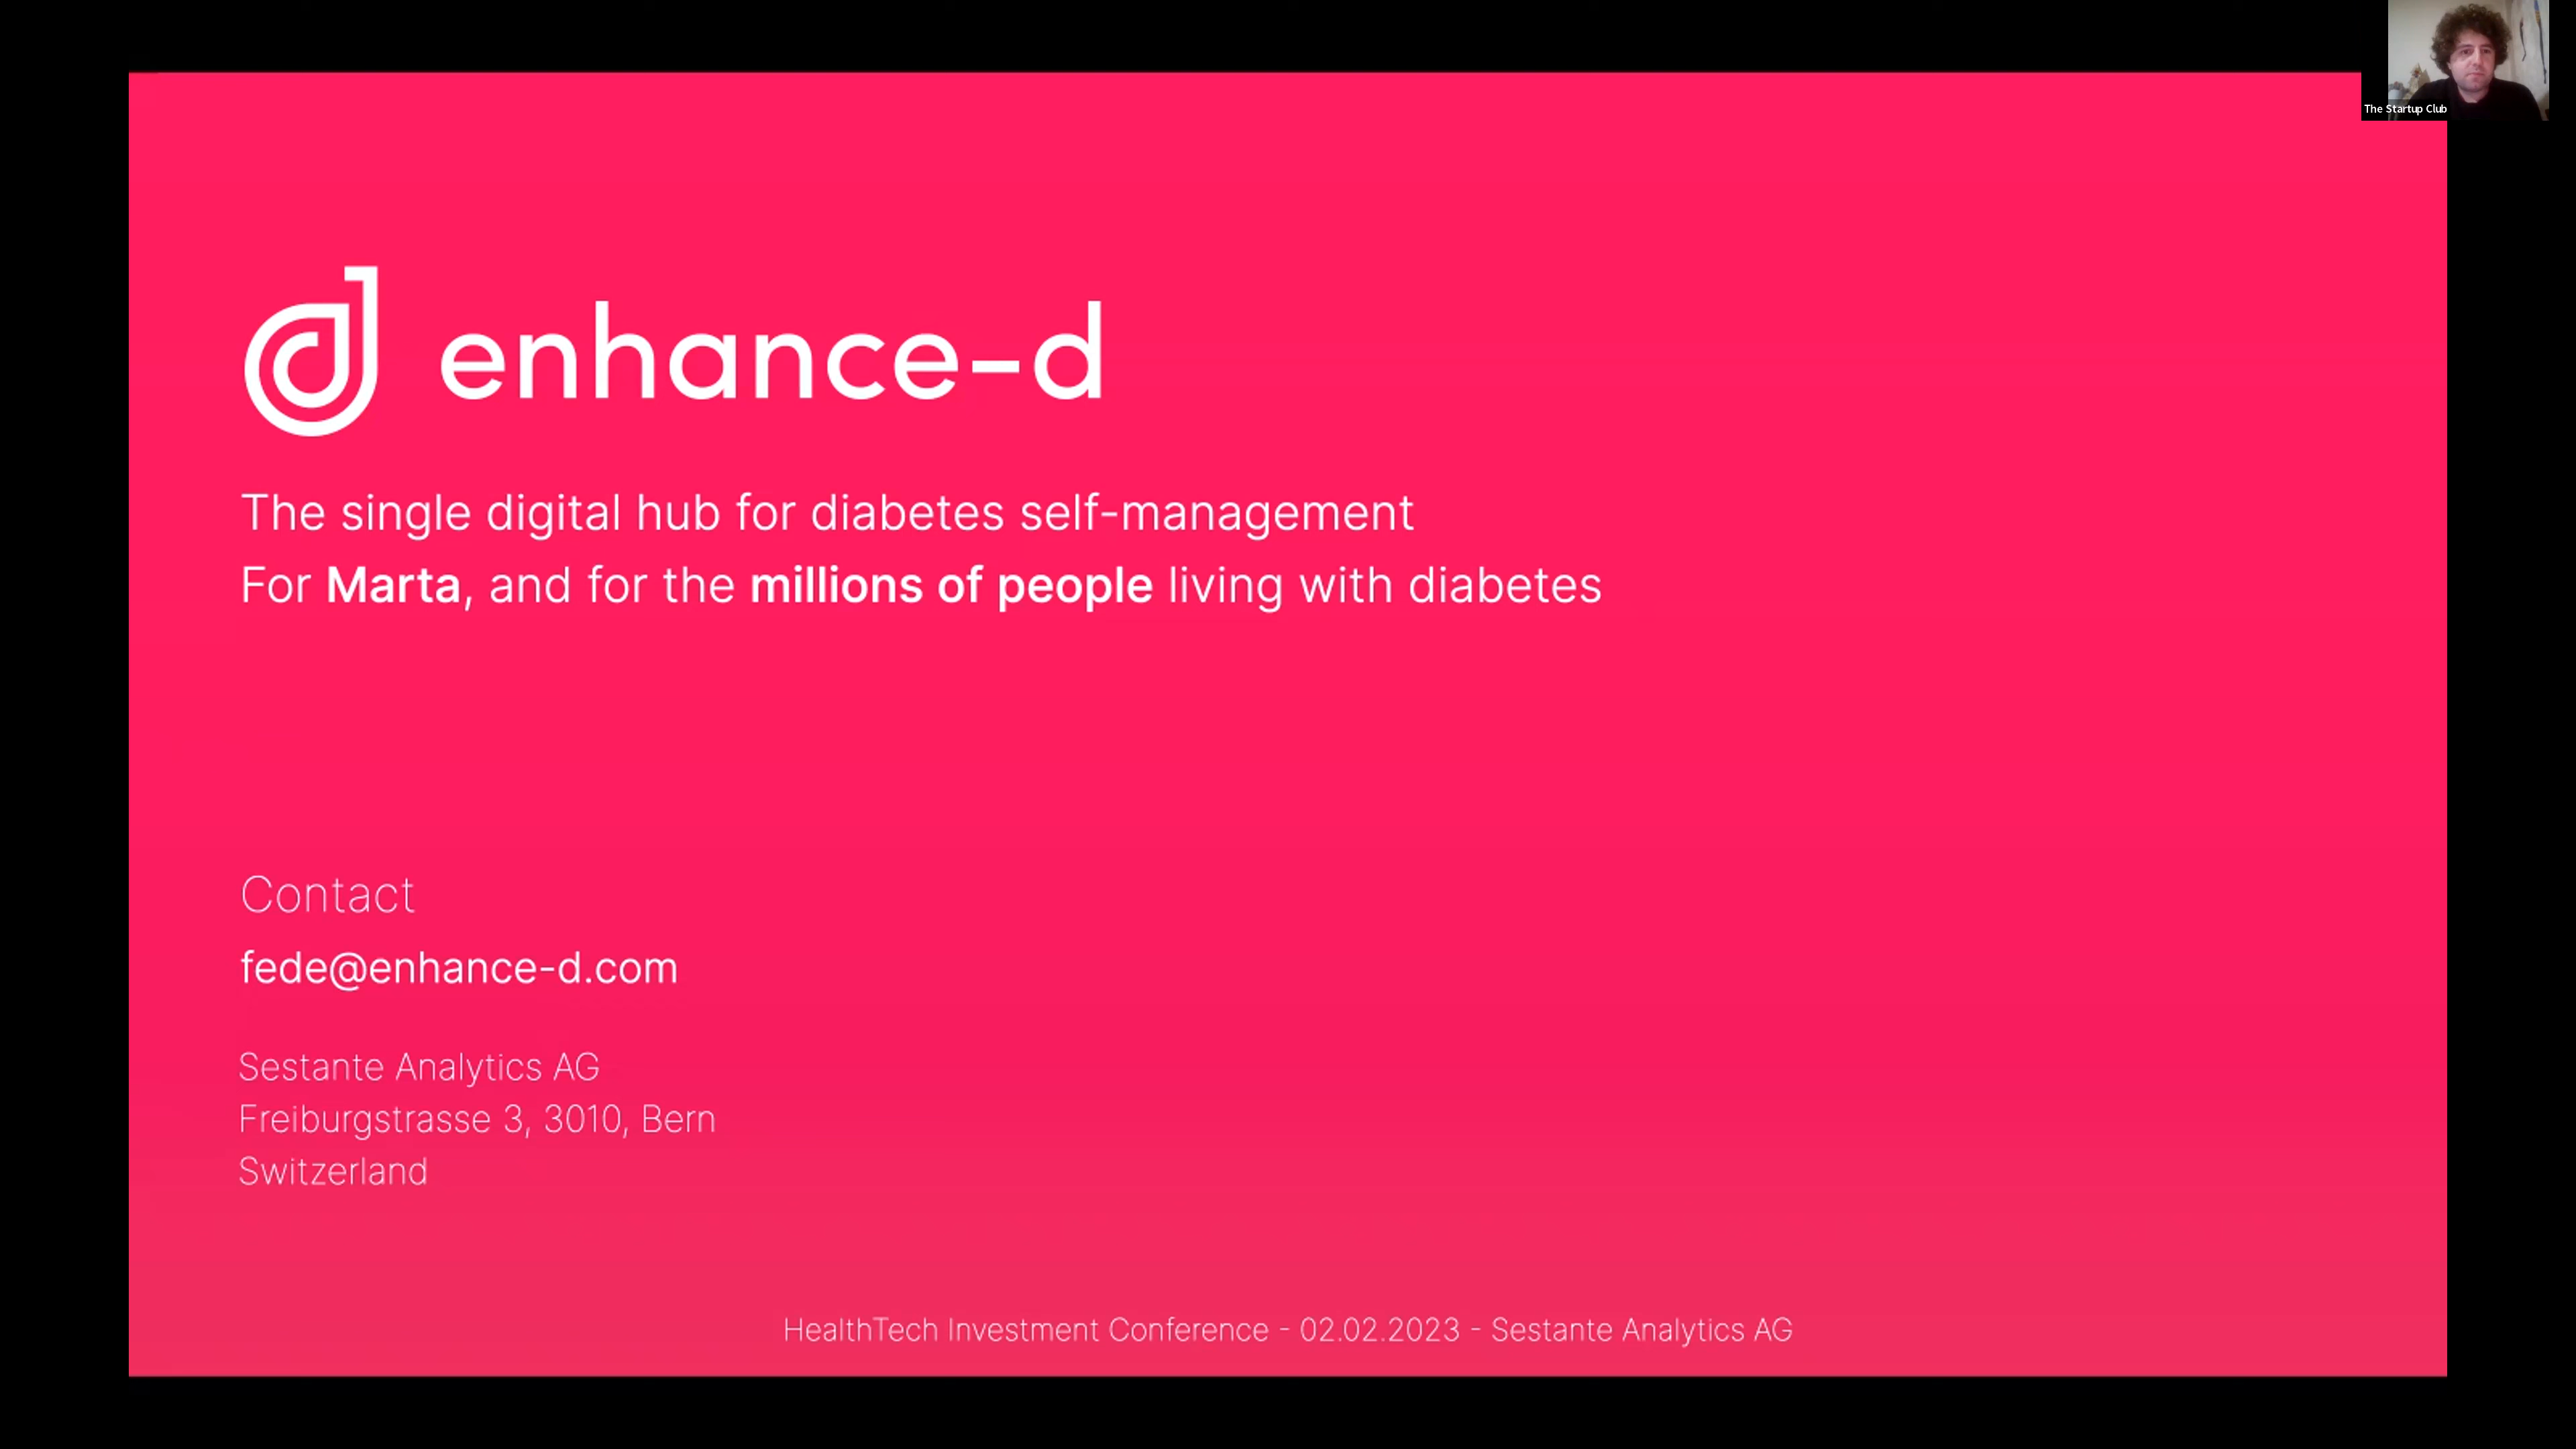 The Startup Club
enhance-d
The single digital hub for diabetes self-management
For Marta, and for the millions of people living with diabetes
Contact
fede@enhance-d.com
Sestante Analytics AG
Freiburgstrasse 3, 3010, Bern
Switzerland
HealthTech Investment Conference - 02.02.2023 - Sestante Analytics AG